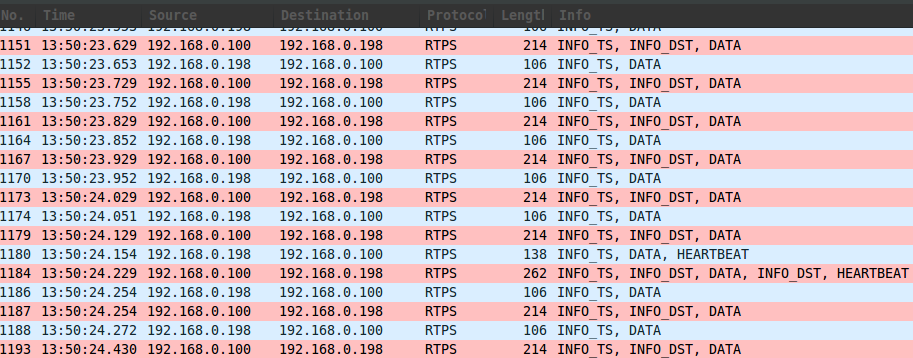 No. Time Source Destination Protocol Length Info
1151 13:50:23.629 192.168.0.100 192.168.0.198 RTPS 214 INFO_TS, INFO_DST, DATA
1152 13:50:23.653 192.168.0.198 192.168.0.100 RTPS 106 INFO_TS, DATA
1155 13:50:23.729 192.168.0.100 192.168.0.198 RTPS 214 INFO_TS, INFO_DST, DATA
1158 13:50:23.752 192.168.0.198 192.168.0.100 RTPS 106 INFO_TS, DATA
1161 13:50:23.829 192.168.0.100 192.168.0.198 RTPS 214 INFO_TS, INFO_DST, DATA
1164 13:50:23.852 192.168.0.198 192.168.0.100 RTPS 106 INFO_TS, DATA
1167 13:50:23.929 192.168.0.100 192.168.0.198 RTPS 214 INFO_TS, INFO_DST, DATA
1170 13:50:23.952 192.168.0.198 192.168.0.100 RTPS 106 INFO_TS, DATA
1173 13:50:24.029 192.168.0.100 192.168.0.198 RTPS 214 INFO_TS, INFO_DST, DATA
1174 13:50:24.051 192.168.0.198 192.168.0.100 RTPS 106 INFO_TS, DATA
1179 13:50:24.129 192.168.0.100 192.168.0.198 RTPS 214 INFO_TS, INFO_DST, DATA
1180 13:50:24.154 192.168.0.198 192.168.0.100 RTPS 138 INFO_TS, DATA, HEARTBEAT
1184 13:50:24.229 192.168.0.100 192.168.0.198 RTPS 262 INFO_TS, INFO_DST, DATA, INFO_DST, HEARTBEAT
1186 13:50:24.254 192.168.0.198 192.168.0.100 RTPS 106 INFO_TS, DATA
1187 13:50:24.254 192.168.0.100 192.168.0.198 RTPS 214 INFO_TS, INFO_DST, DATA
1188 13:50:24.272 192.168.0.198 192.168.0.100 RTPS 106 INFO_TS, DATA
1193 13:50:24.430 192.168.0.100 192.168.0.198 RTPS 214 INFO_TS, INFO_DST, DATA